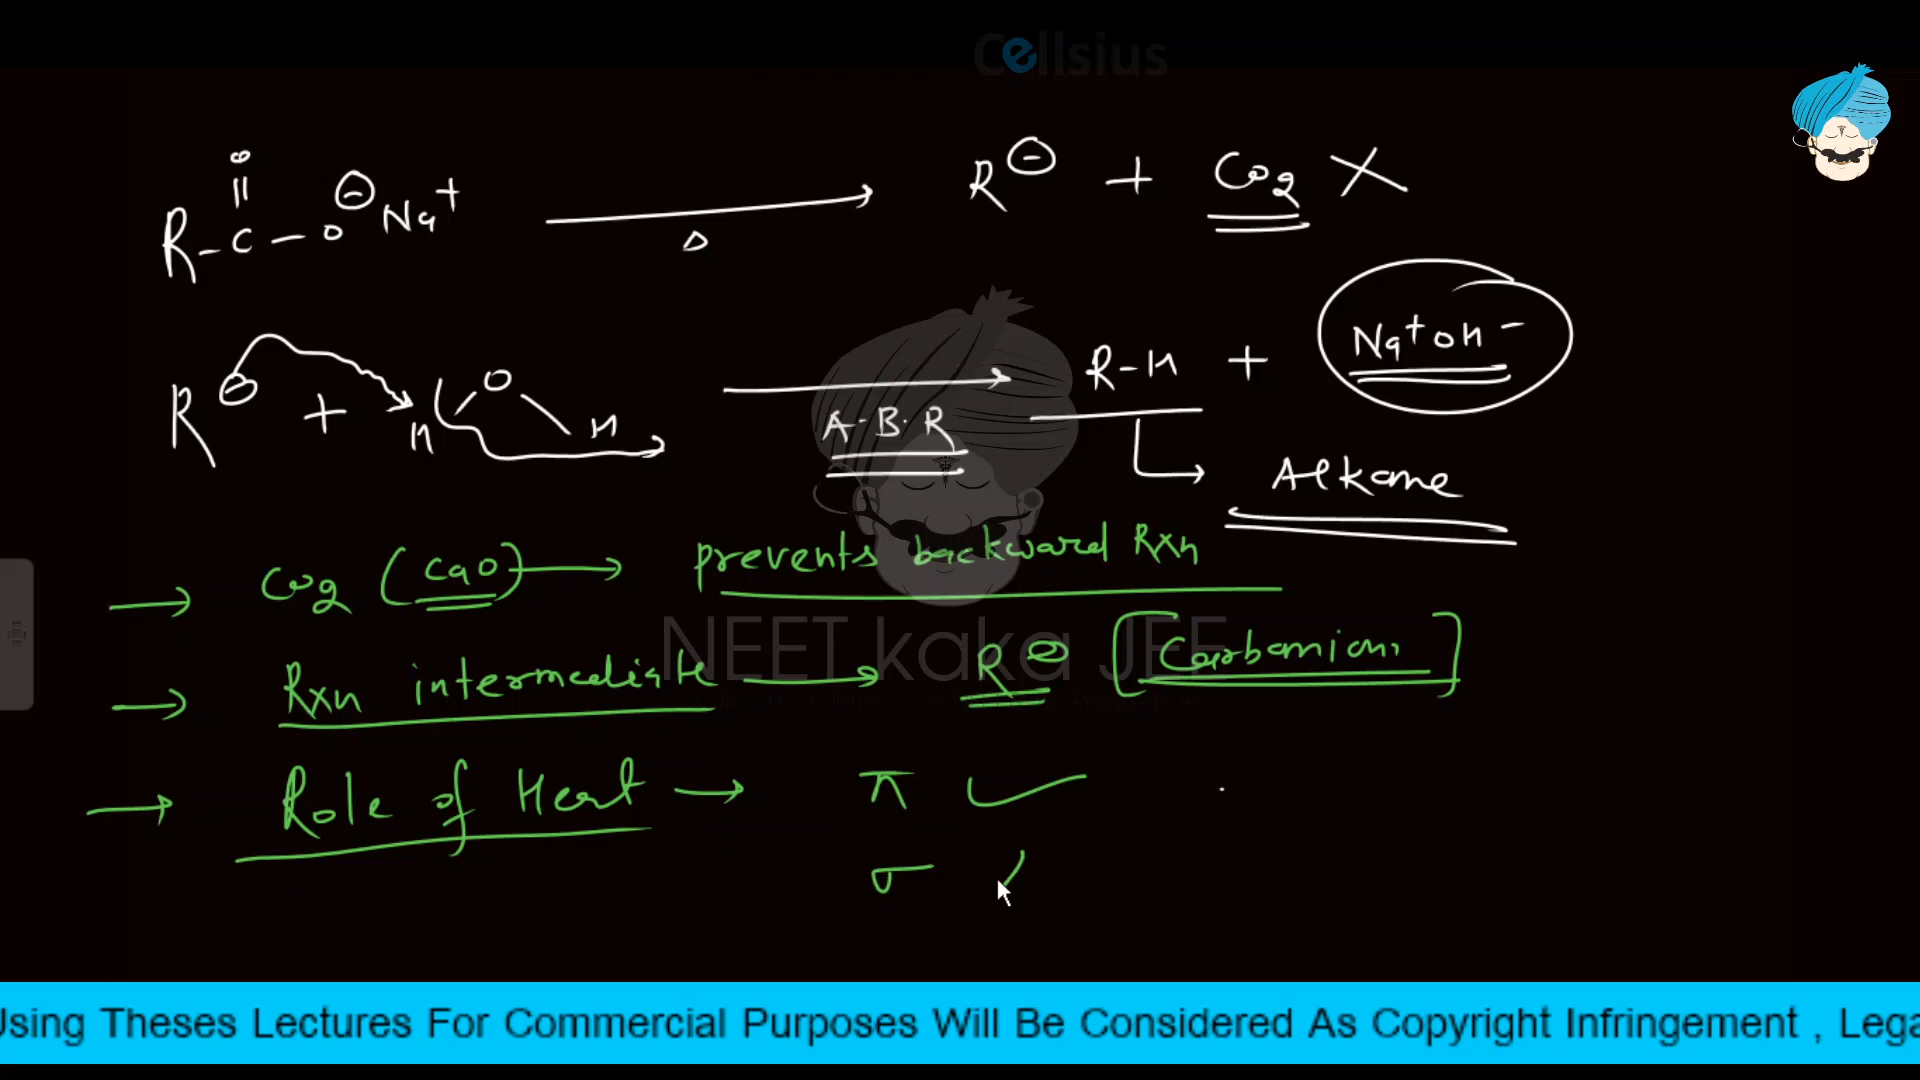 Cellsius
O
R-C-O⊖ Na+ → Δ R⊖ + CO2 ✗
R⊖ + H O H → A.B.R R-H + Na+OH-
Alkane
→ CO2 (CaO) → prevents backward Rxn
NEET kaka JEE
→ Rxn intermediate → R⊖ [Carbanion]
→ Role of Heat → π ✓
σ
Using Theses Lectures For Commercial Purposes Will Be Considered As Copyright Infringement , Lega